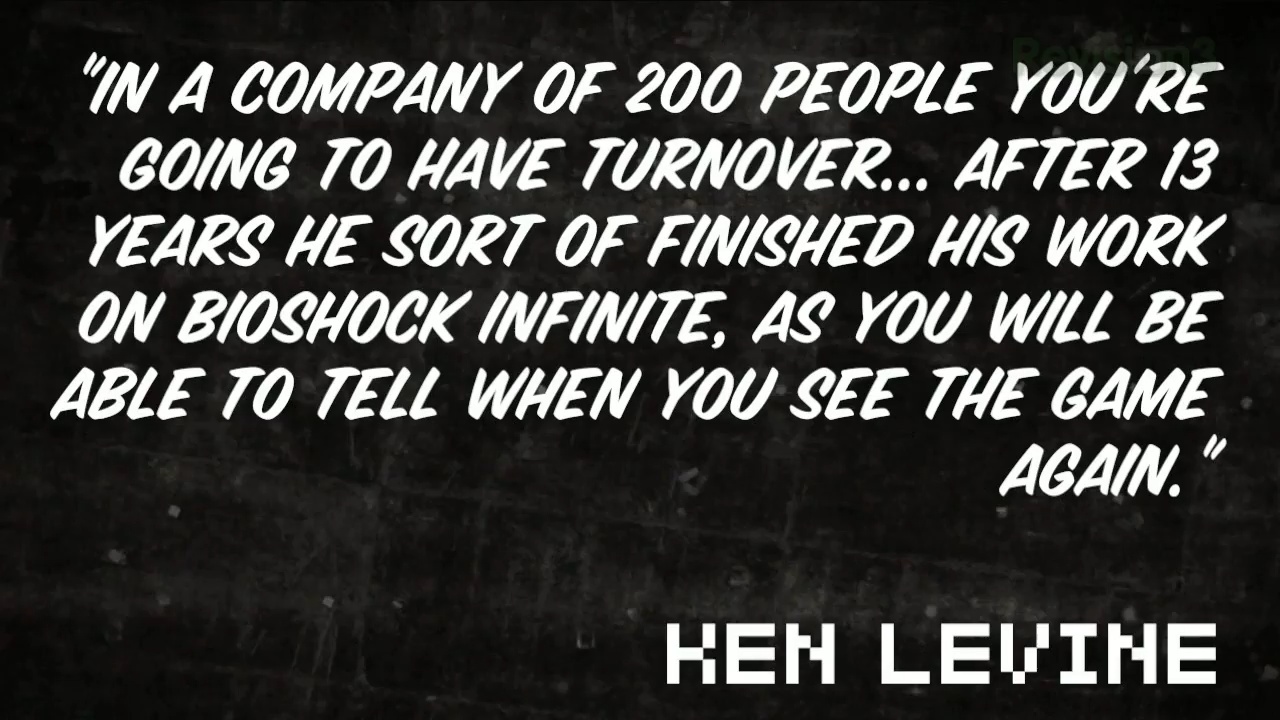 Revision3
"IN A COMPANY OF 200 PEOPLE YOU'RE
GOING TO HAVE TURNOVER... AFTER 13
YEARS HE SORT OF FINISHED HIS WORK
ON BIOSHOCK INFINITE, AS YOU WILL BE
ABLE TO TELL WHEN YOU SEE THE GAME
AGAIN."
KEN LEVINE